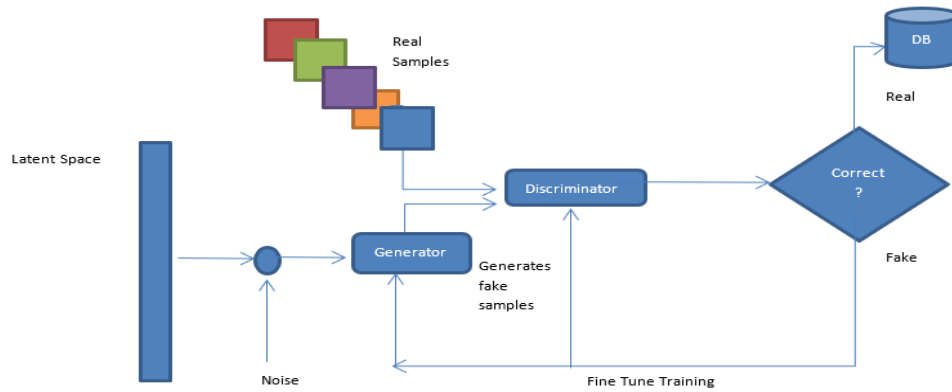 DB
Real
Samples
Real
Latent Space
Correct
?
Discriminator
Generator
Generates
fake
samples
Fake
Noise
Fine Tune Training